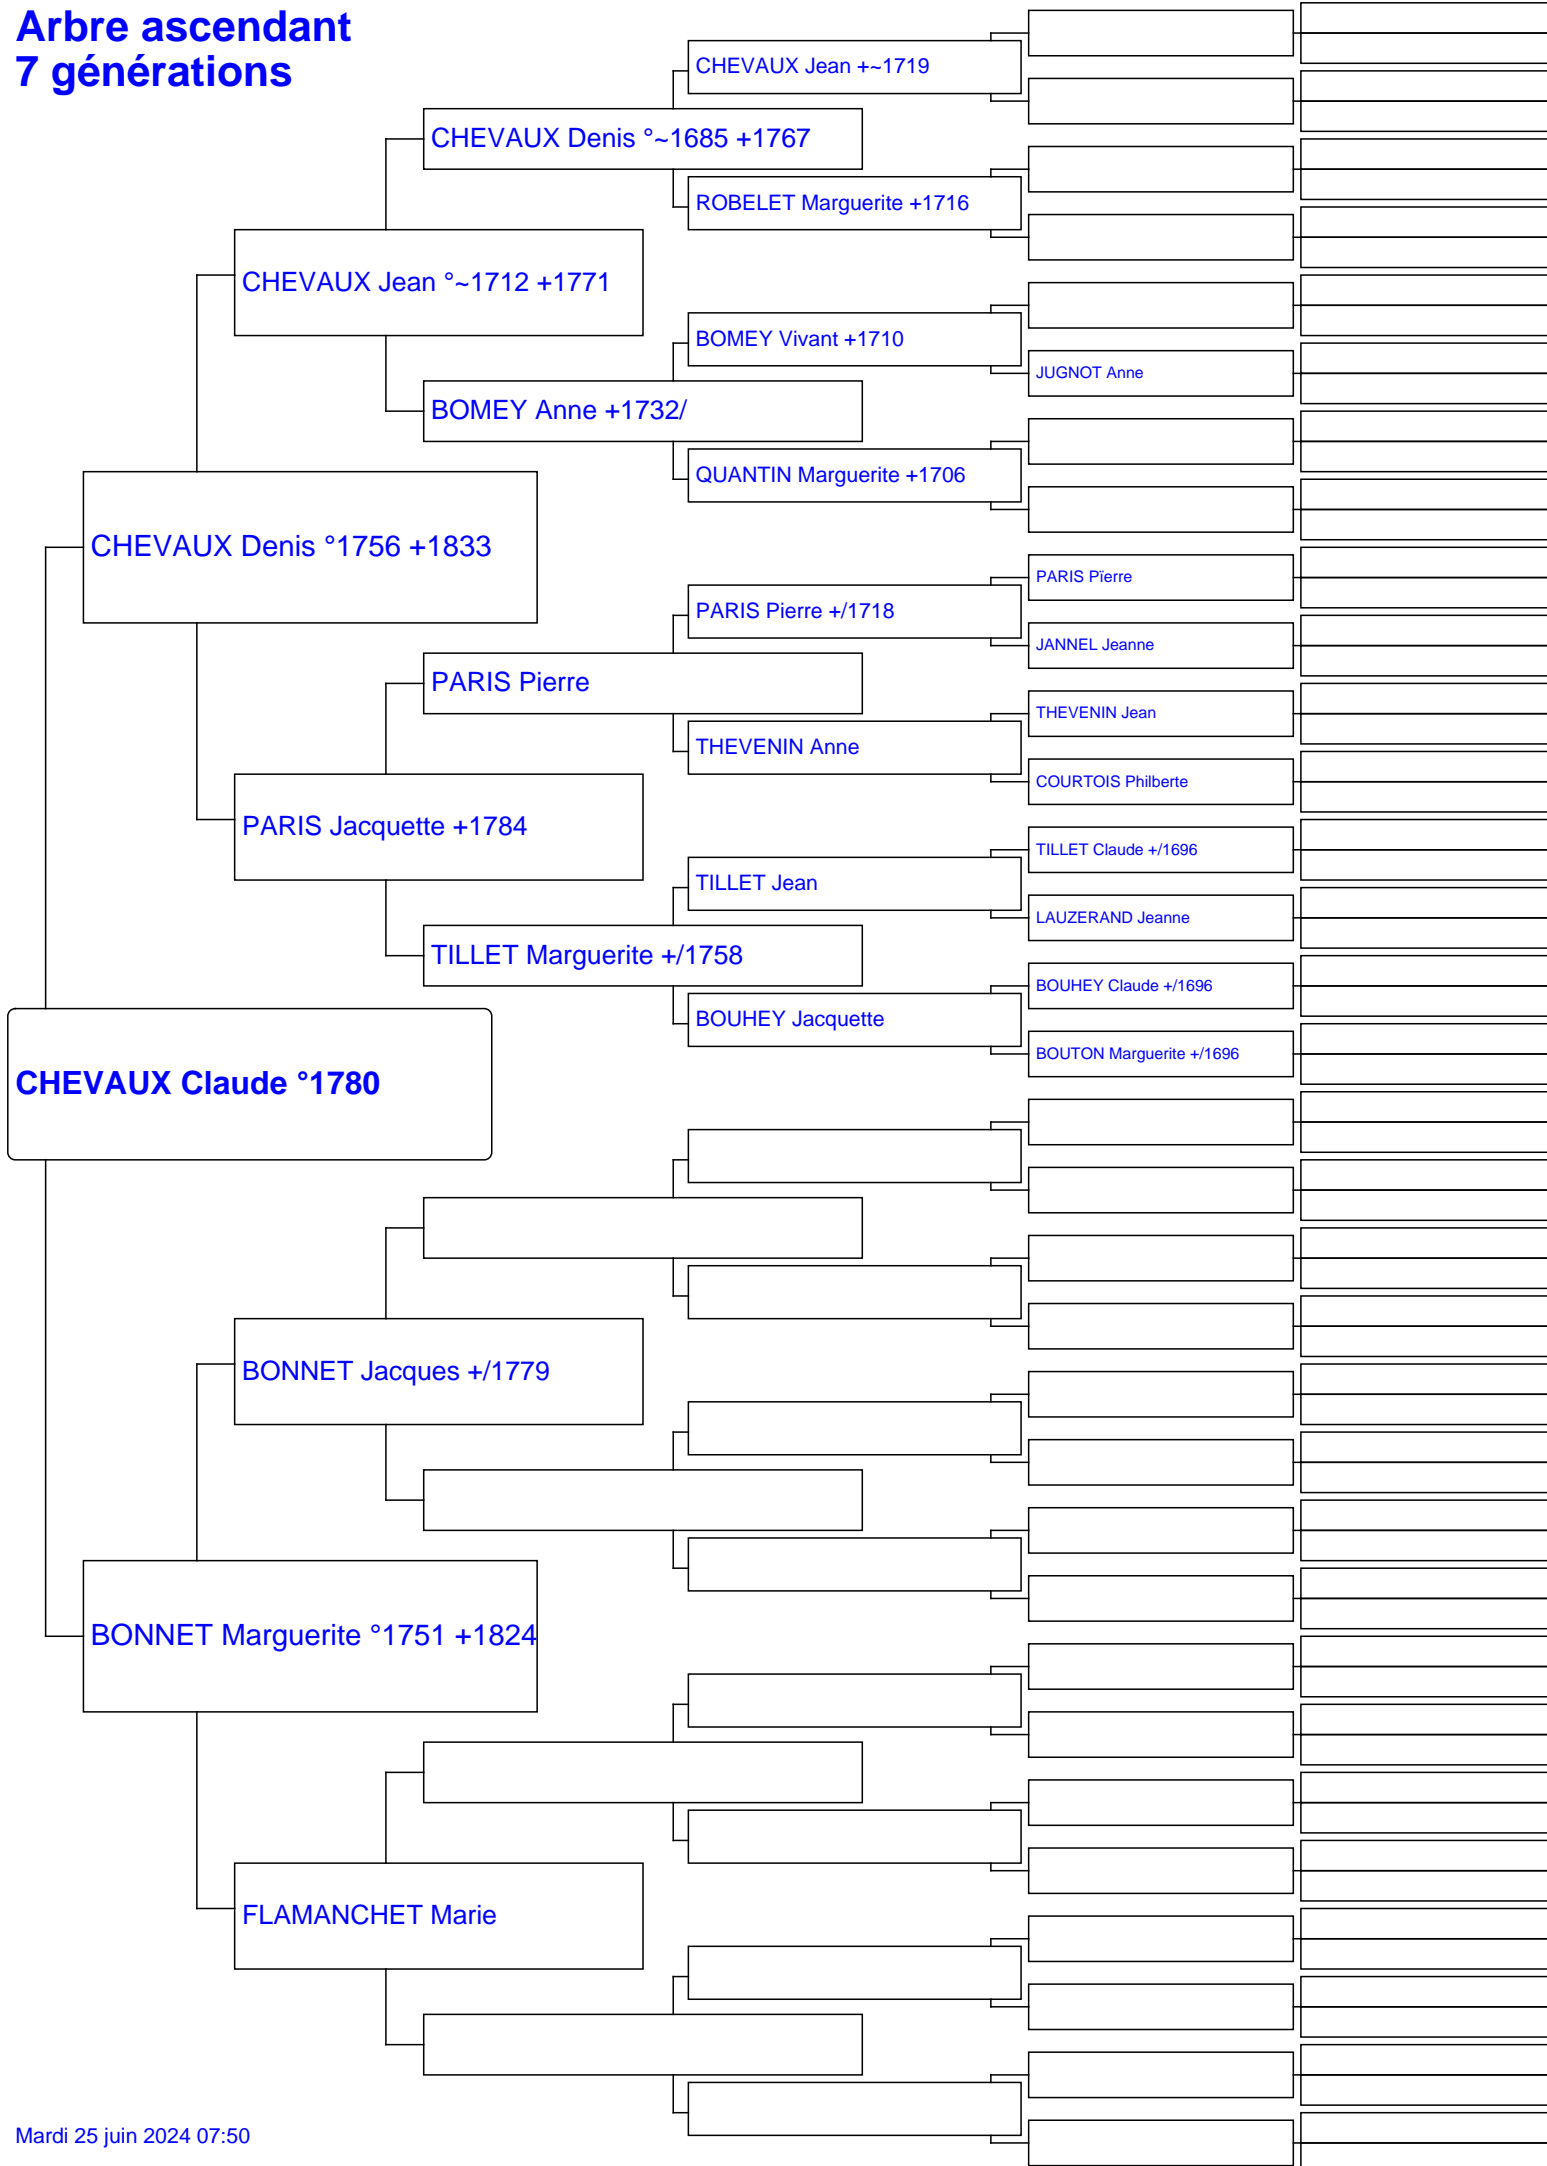 Arbre ascendant
7 générations
CHEVAUX Jean +~1719
CHEVAUX Denis °~1685 +1767
ROBELET Marguerite +1716
CHEVAUX Jean °~1712 +1771
BOMEY Vivant +1710
JUGNOT Anne
BOMEY Anne +1732/
QUANTIN Marguerite +1706
CHEVAUX Denis °1756 +1833
PARIS Pïerre
PARIS Pierre +/1718
JANNEL Jeanne
PARIS Pierre
THEVENIN Jean
THEVENIN Anne
COURTOIS Philberte
PARIS Jacquette +1784
TILLET Claude +/1696
TILLET Jean
LAUZERAND Jeanne
TILLET Marguerite +/1758
BOUHEY Claude +/1696
BOUHEY Jacquette
BOUTON Marguerite +/1696
CHEVAUX Claude °1780
BONNET Jacques +/1779
BONNET Marguerite °1751 +1824
FLAMANCHET Marie
Mardi 25 juin 2024 07:50